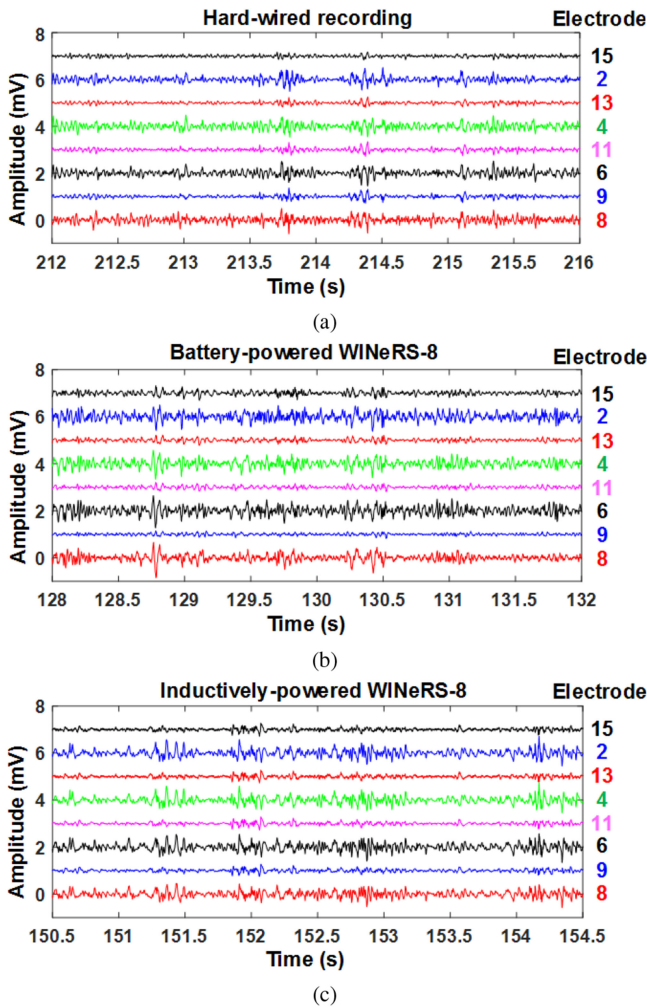 Hard-wired recording Electrode
8
6
4
2
0
Amplitude (mV)
15
2
13
4
11
6
9
8
212 212.5 213 213.5 214 214.5 215 215.5 216
Time (s)
(a)
Battery-powered WINeRS-8 Electrode
8
6
4
2
0
Amplitude (mV)
15
2
13
4
11
6
9
8
128 128.5 129 129.5 130 130.5 131 131.5 132
Time (s)
(b)
Inductively-powered WINeRS-8 Electrode
8
6
4
2
0
Amplitude (mV)
15
2
13
4
11
6
9
8
150.5 151 151.5 152 152.5 153 153.5 154 154.5
Time (s)
(c)